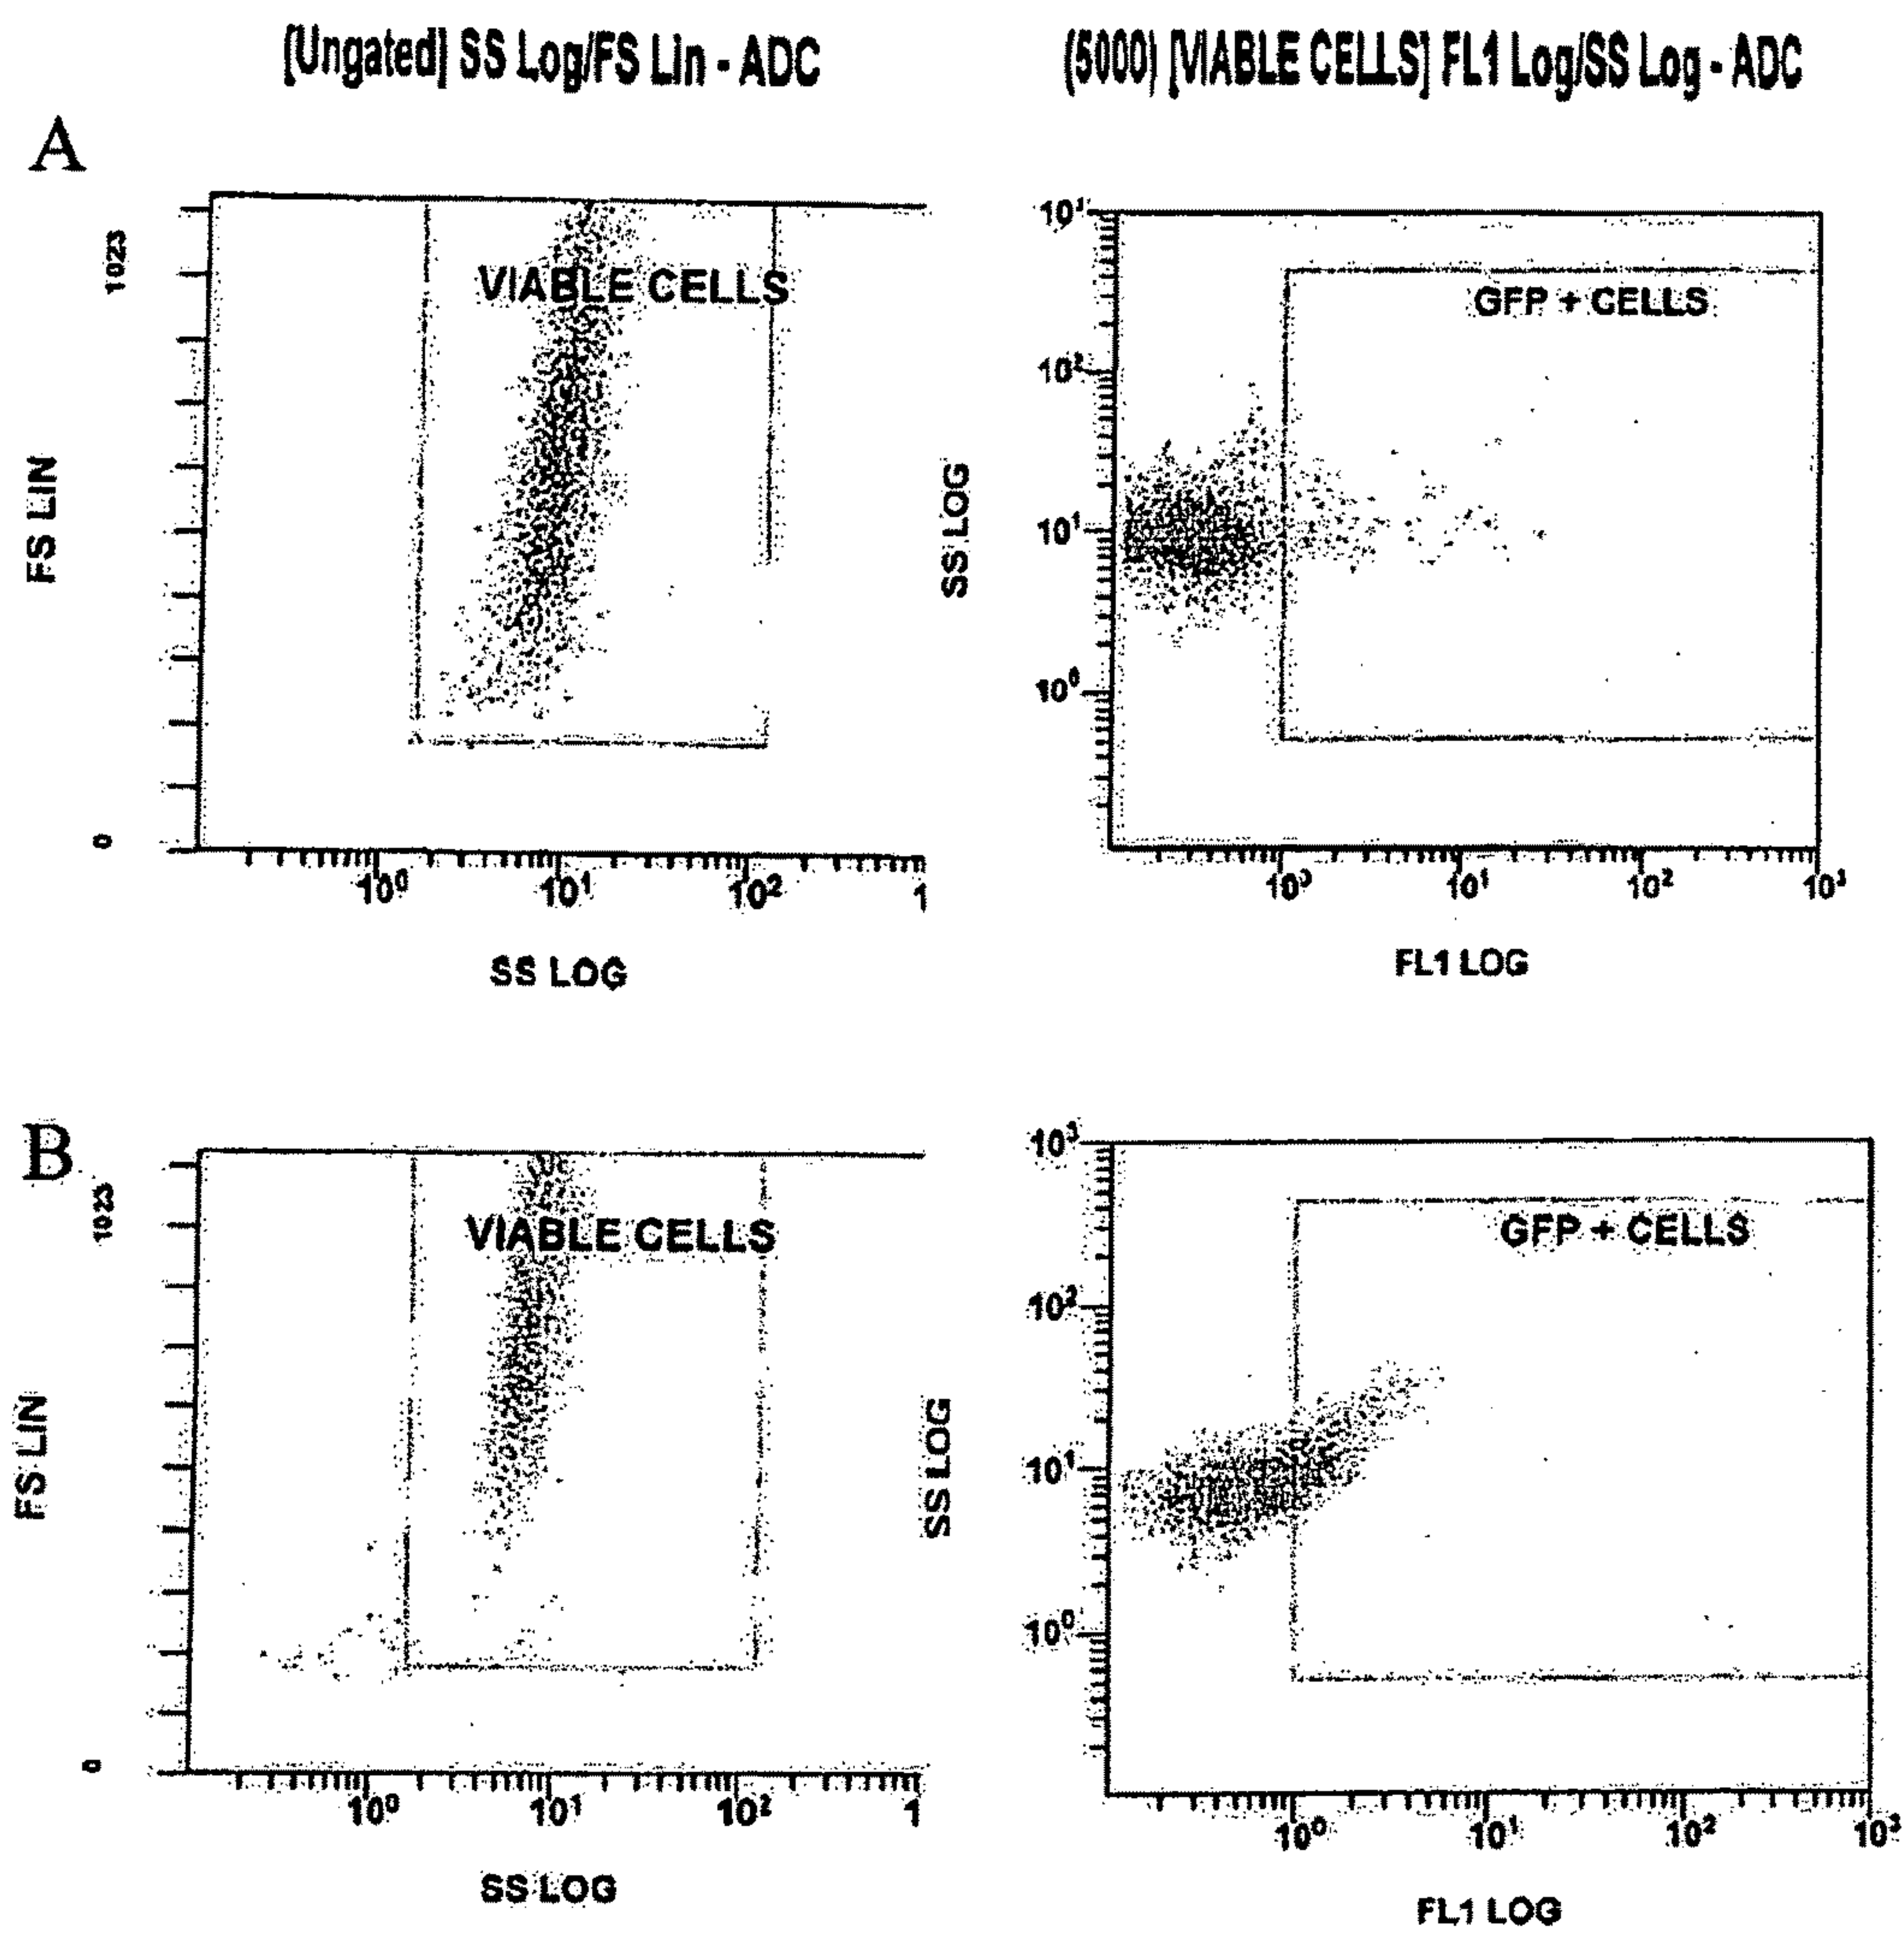 [Ungated] SS Log/FS Lin - ADC
(5000) [VIABLE CELLS] FL1 Log/SS Log - ADC
A
1023
FS LIN
0
VIABLE CELLS
10⁰ 10¹ 10² 1
SS LOG
10³
10²
10¹
10⁰
SS LOG
GFP + CELLS
10⁰ 10¹ 10² 10³
FL1 LOG
B
1023
FS LIN
0
VIABLE CELLS
10⁰ 10¹ 10² 1
SS LOG
10³
10²
10¹
10⁰
SS LOG
GFP + CELLS
10⁰ 10¹ 10² 10³
FL1 LOG